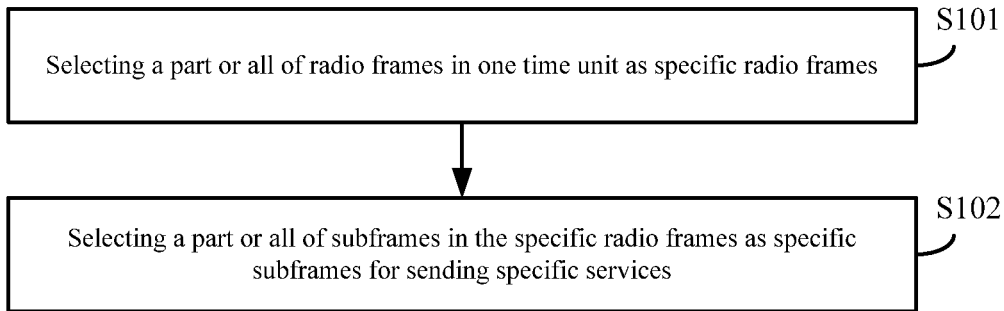 S101
Selecting a part or all of radio frames in one time unit as specific radio frames
S102
Selecting a part or all of subframes in the specific radio frames as specific
subframes for sending specific services